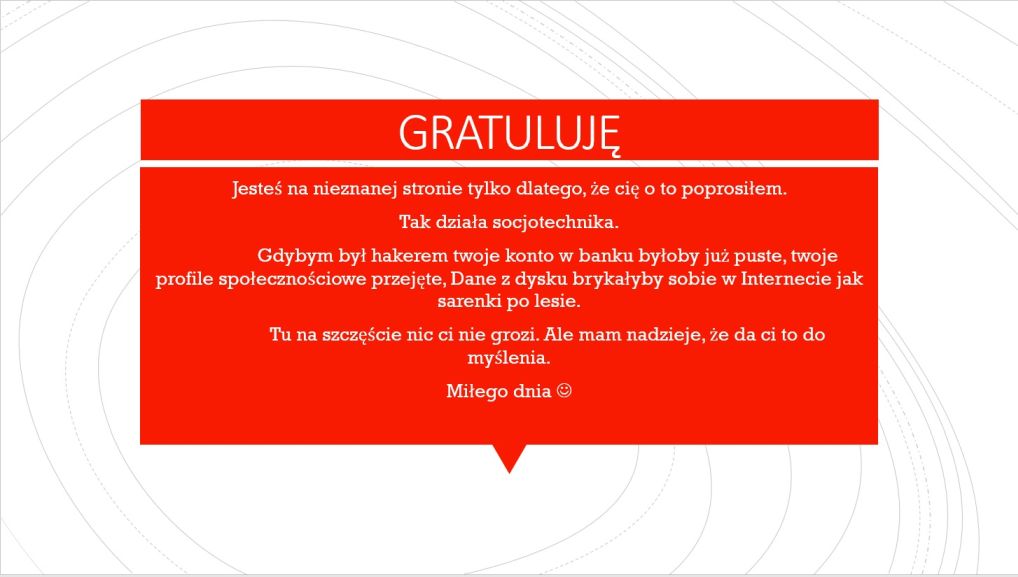 GRATULUJĘ
Jesteś na nieznanej stronie tylko dlatego, że cię o to poprosiłem.
Tak działa socjotechnika.
Gdybym był hakerem twoje konto w banku byłoby już puste, twoje
profile społecznościowe przejęte, Dane z dysku brykałyby sobie w Internecie jak
sarenki po lesie.
Tu na szczęście nic ci nie grozi. Ale mam nadzieje, że da ci to do
myślenia.
Miłego dnia ☺